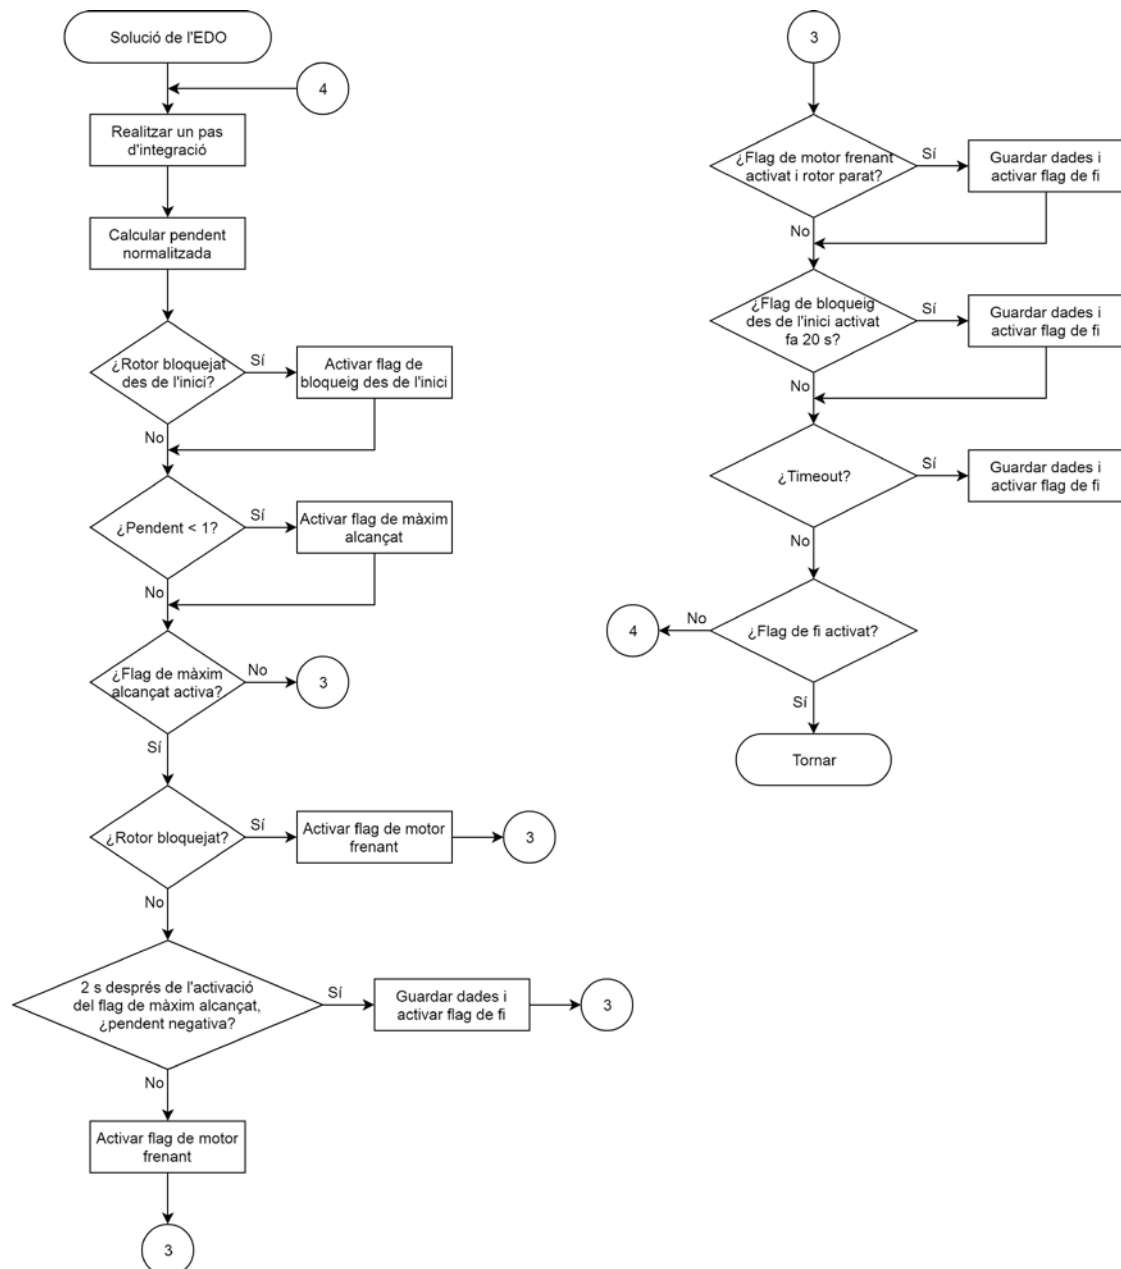 Solució de l'EDO
4
Realitzar un pas
d'integració
Calcular pendent
normalitzada
¿Rotor bloquejat
des de l'inici?
Sí
Activar flag de
bloqueig des de l'inici
No
¿Pendent < 1?
Sí
Activar flag de màxim
alcançat
No
¿Flag de màxim
alcançat activa?
No
3
Sí
¿Rotor bloquejat?
Sí
Activar flag de motor
frenant
3
No
2 s després de l'activació
del flag de màxim alcançat,
¿pendent negativa?
Sí
Guardar dades i
activar flag de fi
3
No
Activar flag de motor
frenant
3
3
¿Flag de motor frenant
activat i rotor parat?
Sí
Guardar dades i
activar flag de fi
No
¿Flag de bloqueig
des de l'inici activat
fa 20 s?
Sí
Guardar dades i
activar flag de fi
No
¿Timeout?
Sí
Guardar dades i
activar flag de fi
No
¿Flag de fi activat?
No
4
Sí
Tornar